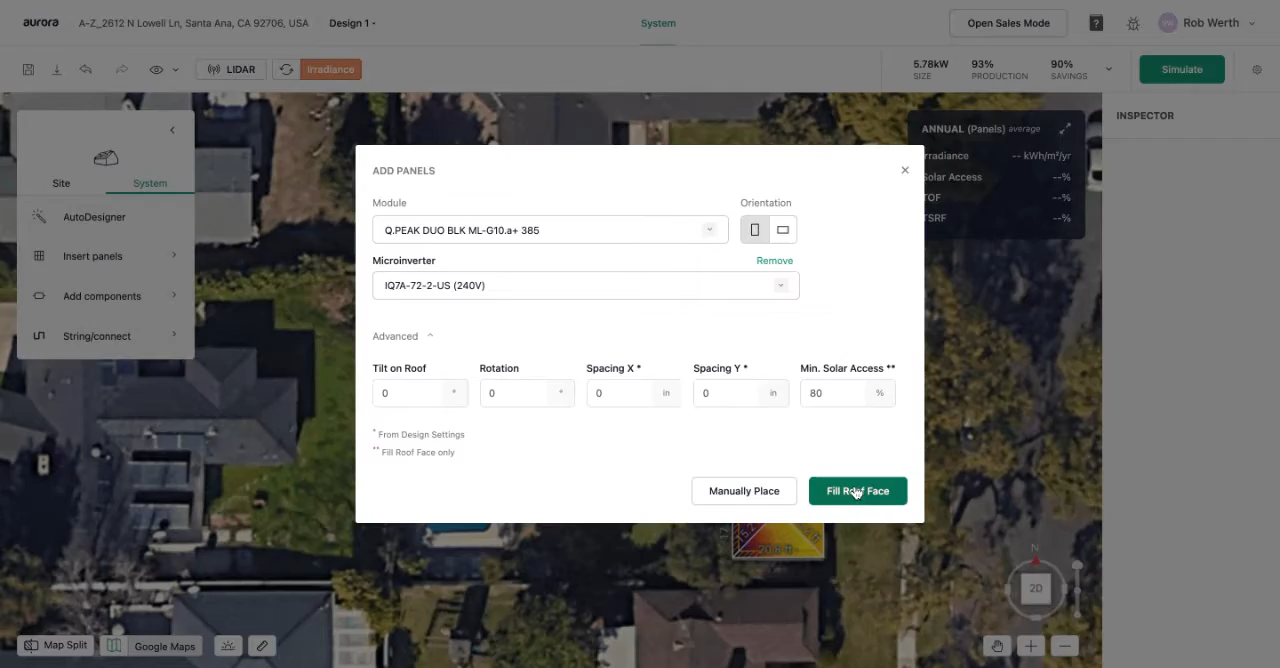 aurora
A-Z_2612 N Lowell Ln, Santa Ana, CA 92706, USA
Design 1
System
Open Sales Mode
?
Rob Werth
LIDAR
Irradiance
5.78kW
SIZE
93%
PRODUCTION
90%
SAVINGS
Simulate
INSPECTOR
Site
System
AutoDesigner
Insert panels
Add components
String/connect
ANNUAL (Panels) average
rradiance -- kWh/m²/yr
Solar Access --%
TOF --%
TSRF --%
ADD PANELS
Module
Orientation
Q.PEAK DUO BLK ML-G10.a+ 385
Microinverter
Remove
IQ7A-72-2-US (240V)
Advanced
Tilt on Roof
Rotation
Spacing X *
Spacing Y *
Min. Solar Access **
0 °
0 °
0 in
0 in
80 %
* From Design Settings
** Fill Roof Face only
Manually Place
Fill Roof Face
20.8 ft
N
2D
Map Split
Google Maps